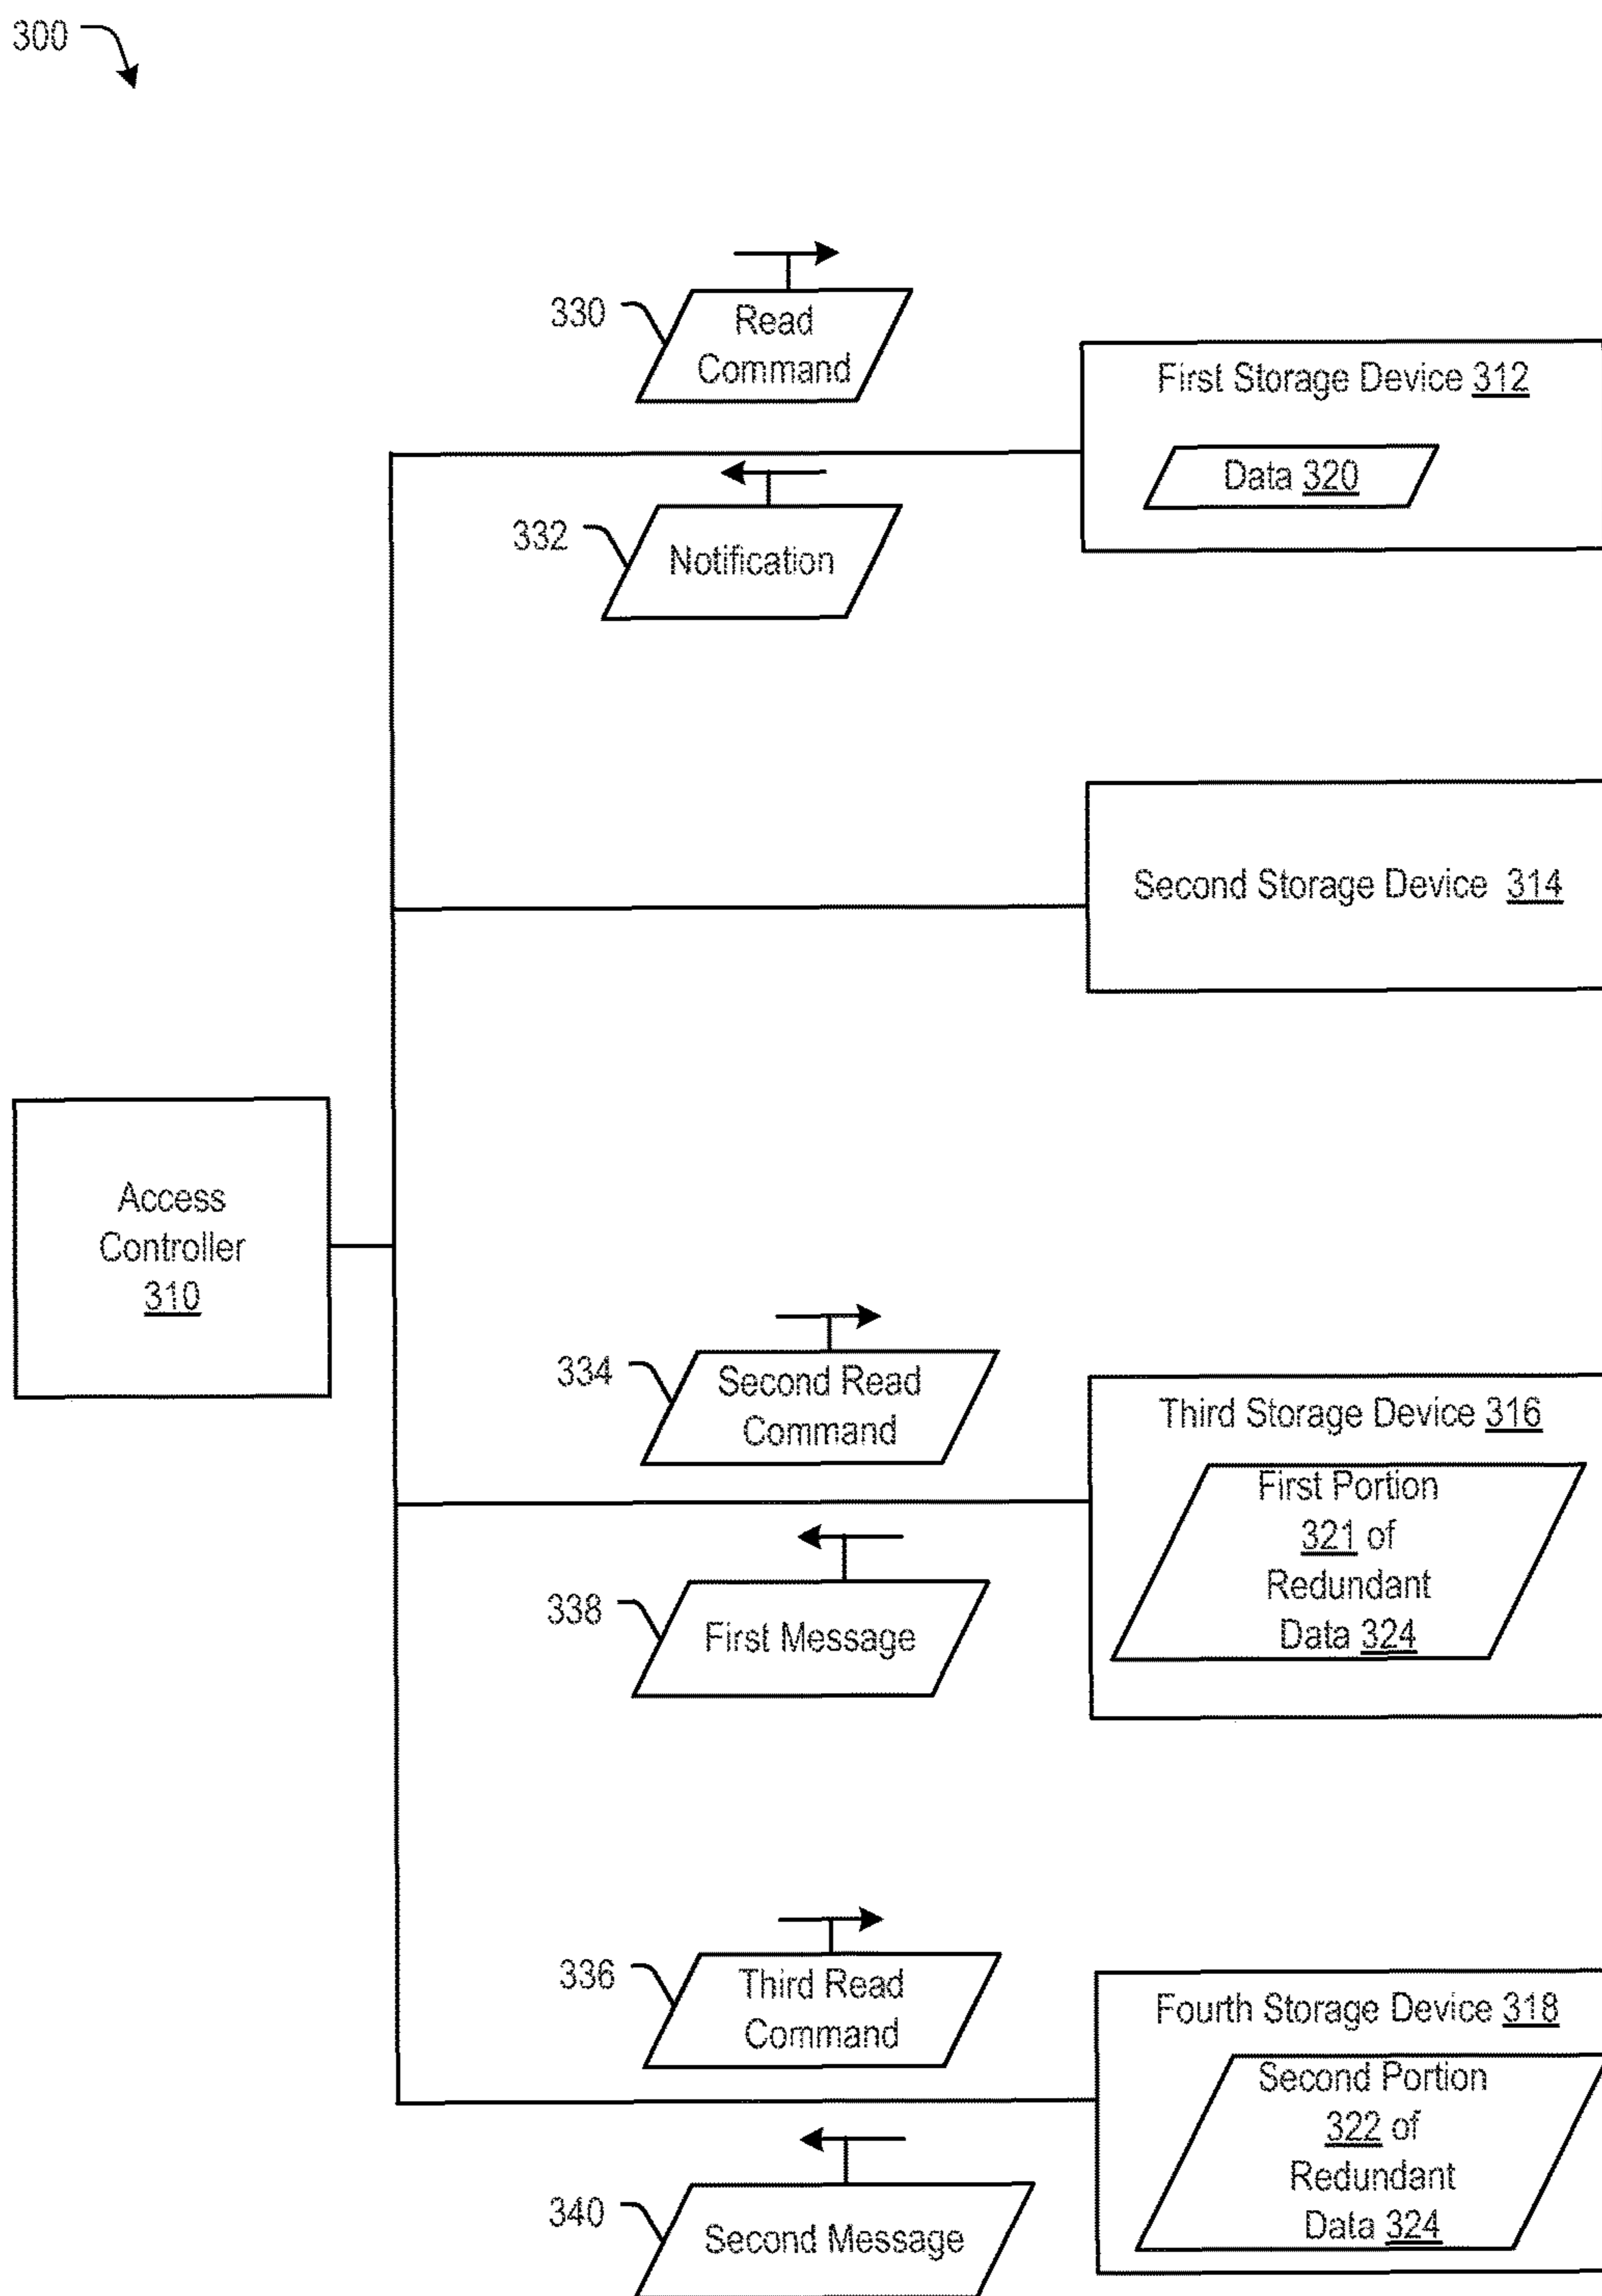 300
330
Read
Command
First Storage Device 312
Data 320
332
Notification
Second Storage Device 314
Access
Controller
310
334
Second Read
Command
Third Storage Device 316
First Portion
321 of
Redundant
Data 324
338
First Message
336
Third Read
Command
Fourth Storage Device 318
Second Portion
322 of
Redundant
Data 324
340
Second Message